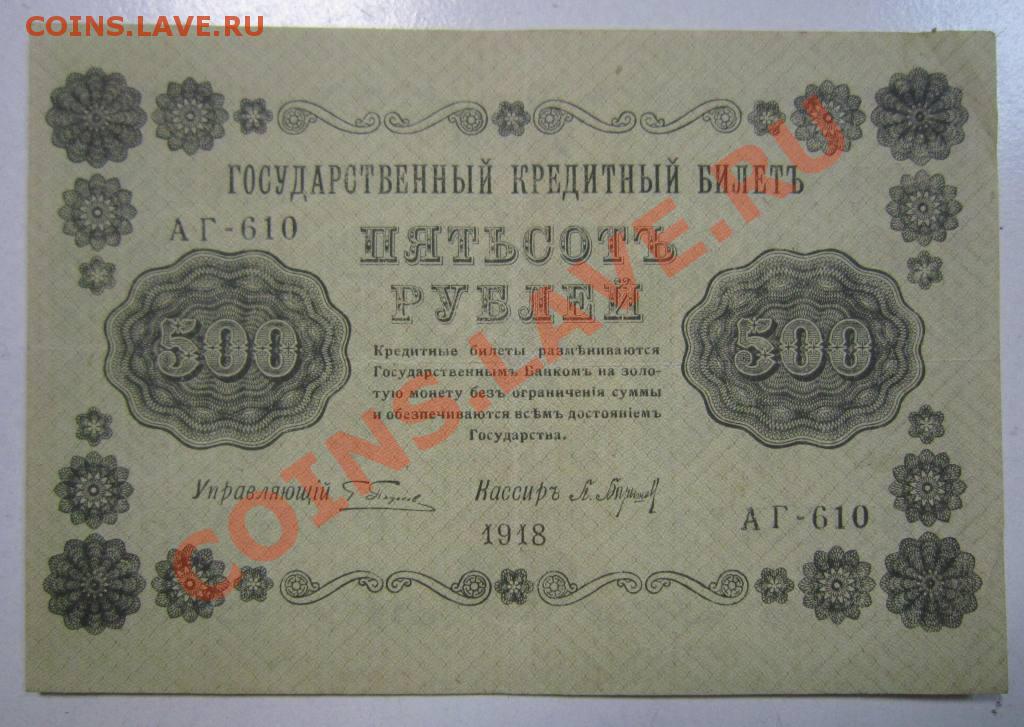 COINS.LAVE.RU
ГОСУДАРСТВЕННЫЙ КРЕДИТНЫЙ БИЛЕТЪ
АГ-610
ПЯТЬСОТЪ
РУБЛЕЙ
500
500
Кредитные билеты размѣниваются
Государственнымъ Банкомъ на золо-
тую монету безъ ограниченія суммы
и обезпечиваются всѣмъ достояніемъ
Государства.
Управляющій
Кассиръ
1918
АГ-610
COINS.LAVE.RU